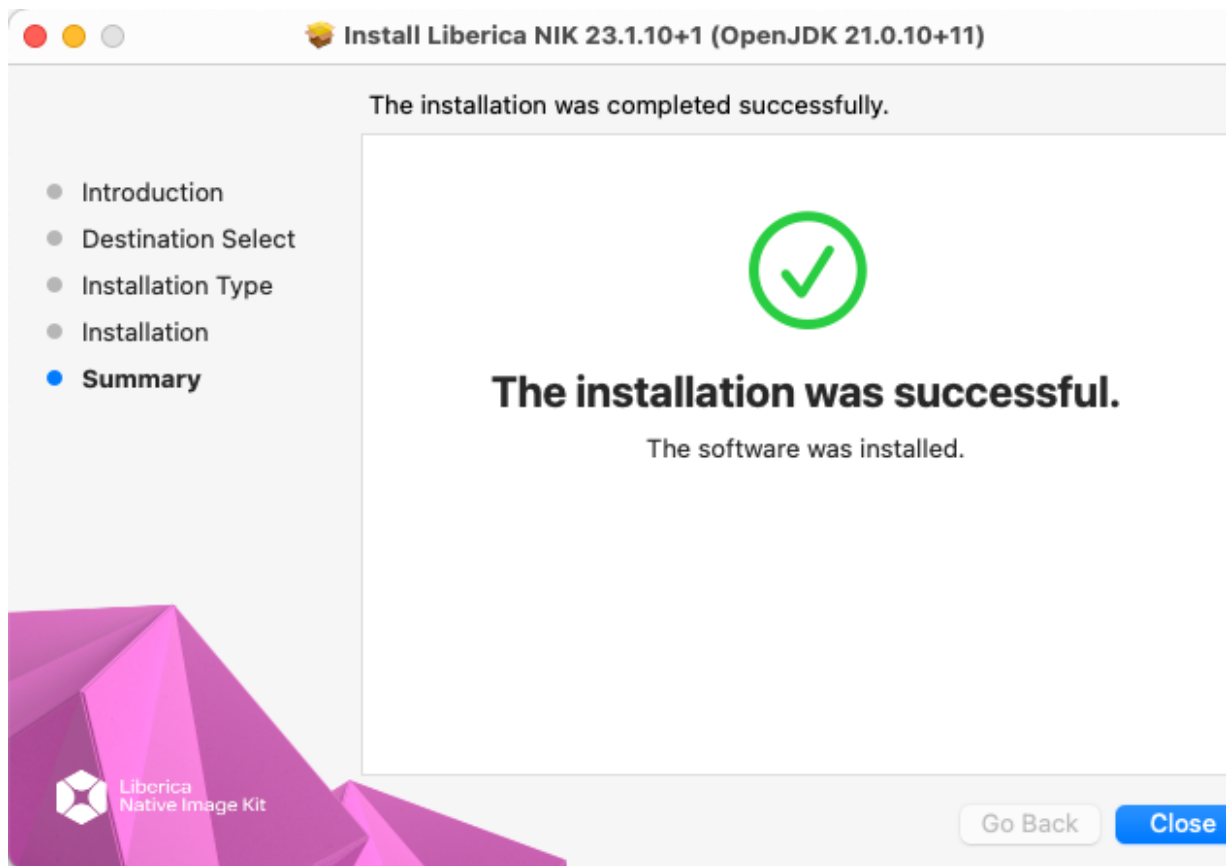 Install Liberica NIK 23.1.10+1 (OpenJDK 21.0.10+11)
The installation was completed successfully.
Introduction
Destination Select
Installation Type
Installation
Summary
The installation was successful.
The software was installed.
Liberica
Native Image Kit
Go Back
Close